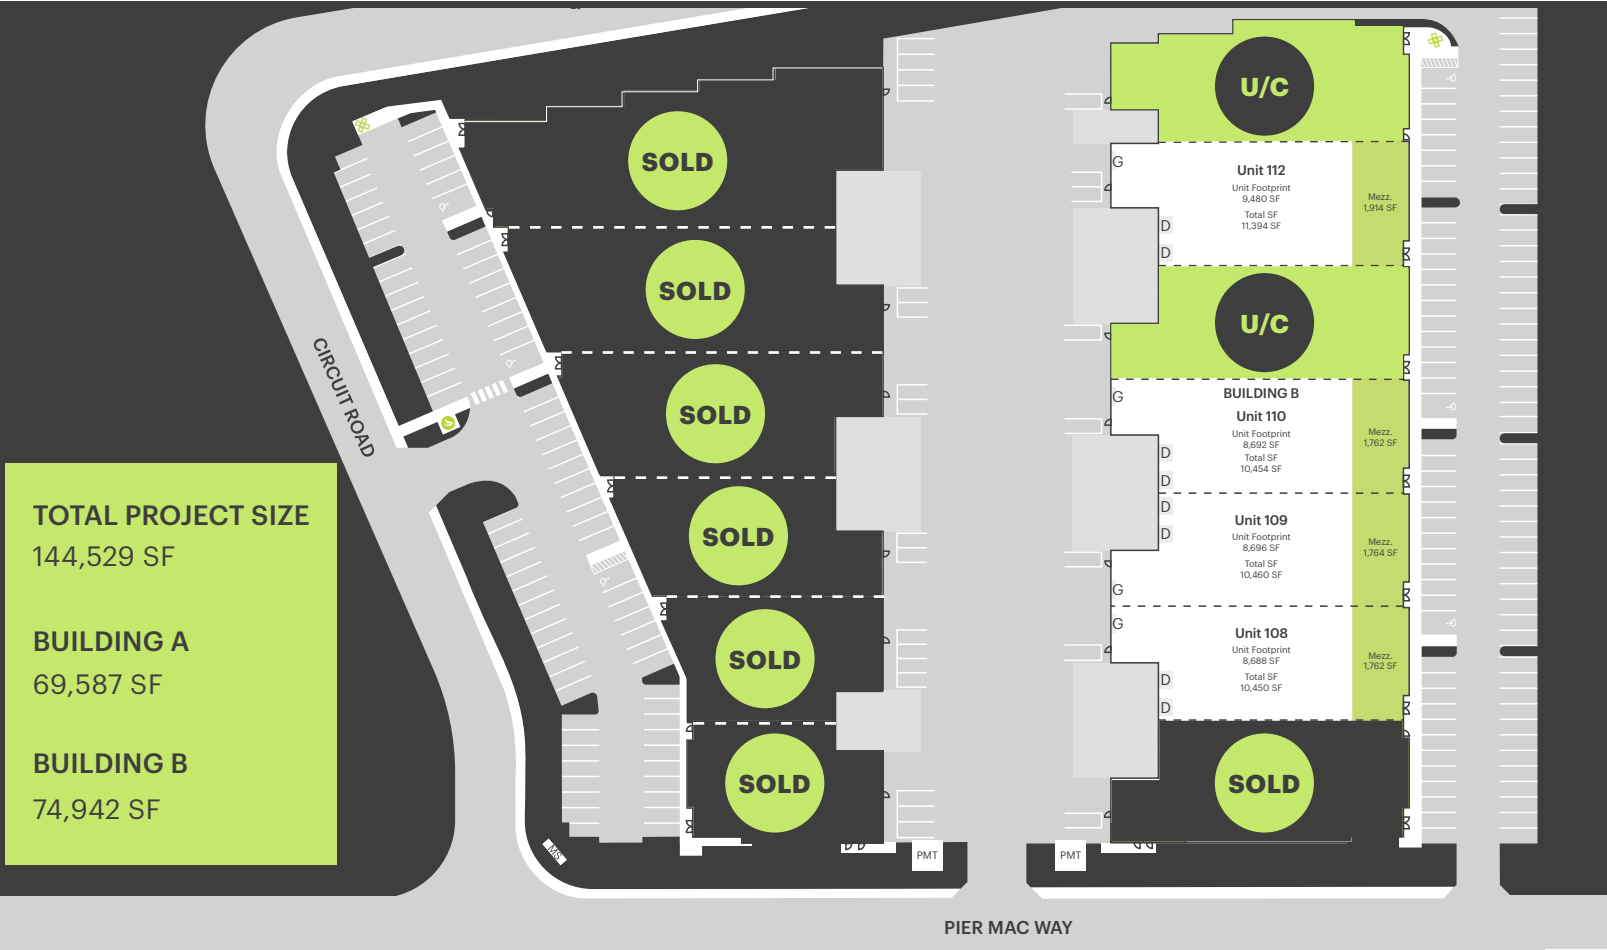 U/C
SOLD
Unit 112
Unit Footprint
9,480 SF
Total SF
11,394 SF
Mezz.
1,914 SF
G
D
D
SOLD
U/C
CIRCUIT ROAD
SOLD
BUILDING B
Unit 110
Unit Footprint
8,692 SF
Total SF
10,454 SF
Mezz.
1,762 SF
G
D
D
A
TOTAL PROJECT SIZE
144,529 SF
BUILDING A
69,587 SF
BUILDING B
74,942 SF
SOLD
D
D
G
Unit 109
Unit Footprint
8,696 SF
Total SF
10,460 SF
Mezz.
1,764 SF
SOLD
G
D
D
Unit 108
Unit Footprint
8,688 SF
Total SF
10,450 SF
Mezz.
1,762 SF
SOLD
SOLD
MS
PMT
PMT
PIER MAC WAY